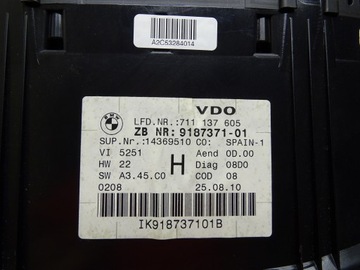 A2C53284014
BMW
VDO
LFD.NR.:711 137 605
ZB NR: 9187371-01
SUP.Nr.:14369510 CO: SPAIN-1
VI 5251 Aend 0D.00
HW 22 H Diag 08D0
SW A3.45.C0 COD 08
0208 25.08.10
IK918737101B